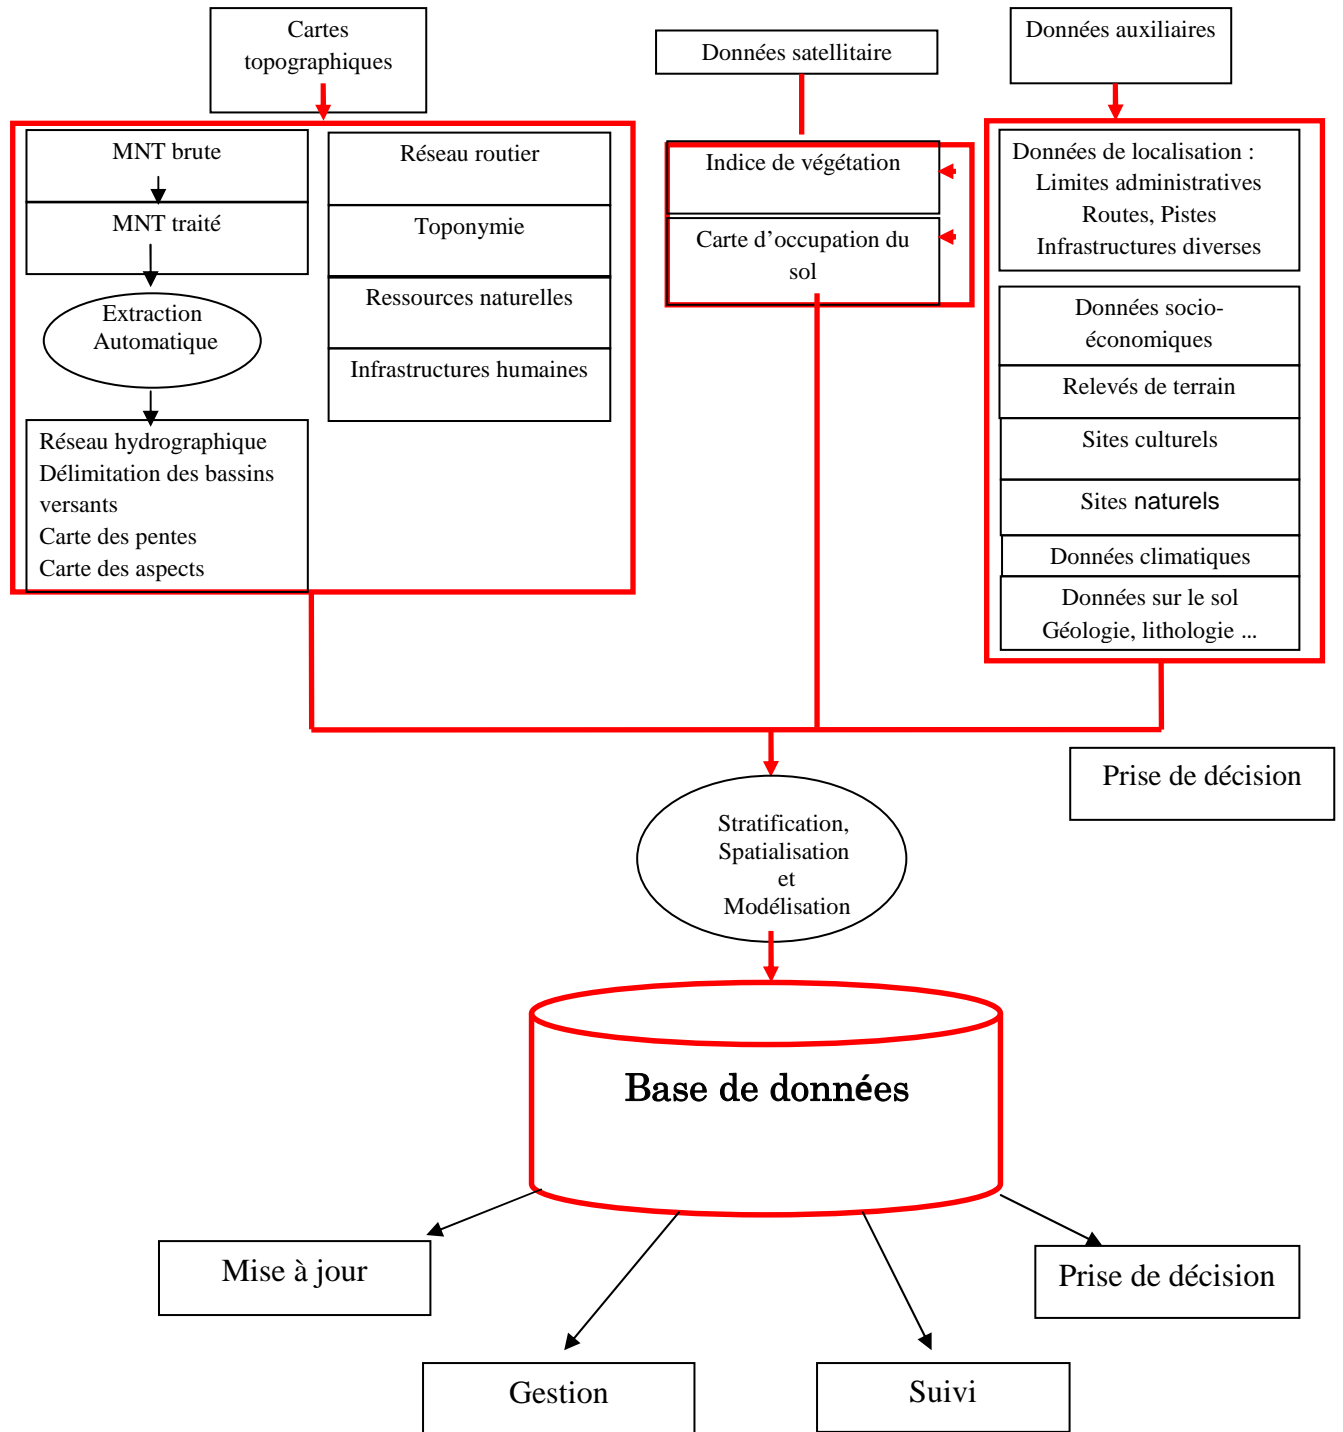 Cartes
topographiques
Données satellitaire
Données auxiliaires
MNT brute
MNT traité
Extraction
Automatique
Réseau hydrographique
Délimitation des bassins
versants
Carte des pentes
Carte des aspects
Réseau routier
Toponymie
Ressources naturelles
Infrastructures humaines
Indice de végétation
Carte d’occupation du
sol
Données de localisation :
Limites administratives
Routes, Pistes
Infrastructures diverses
Données socio-
économiques
Relevés de terrain
Sites culturels
Sites naturels
Données climatiques
Données sur le sol
Géologie, lithologie ...
Prise de décision
Stratification,
Spatialisation
et
Modélisation
Base de données
Mise à jour
Prise de décision
Gestion
Suivi